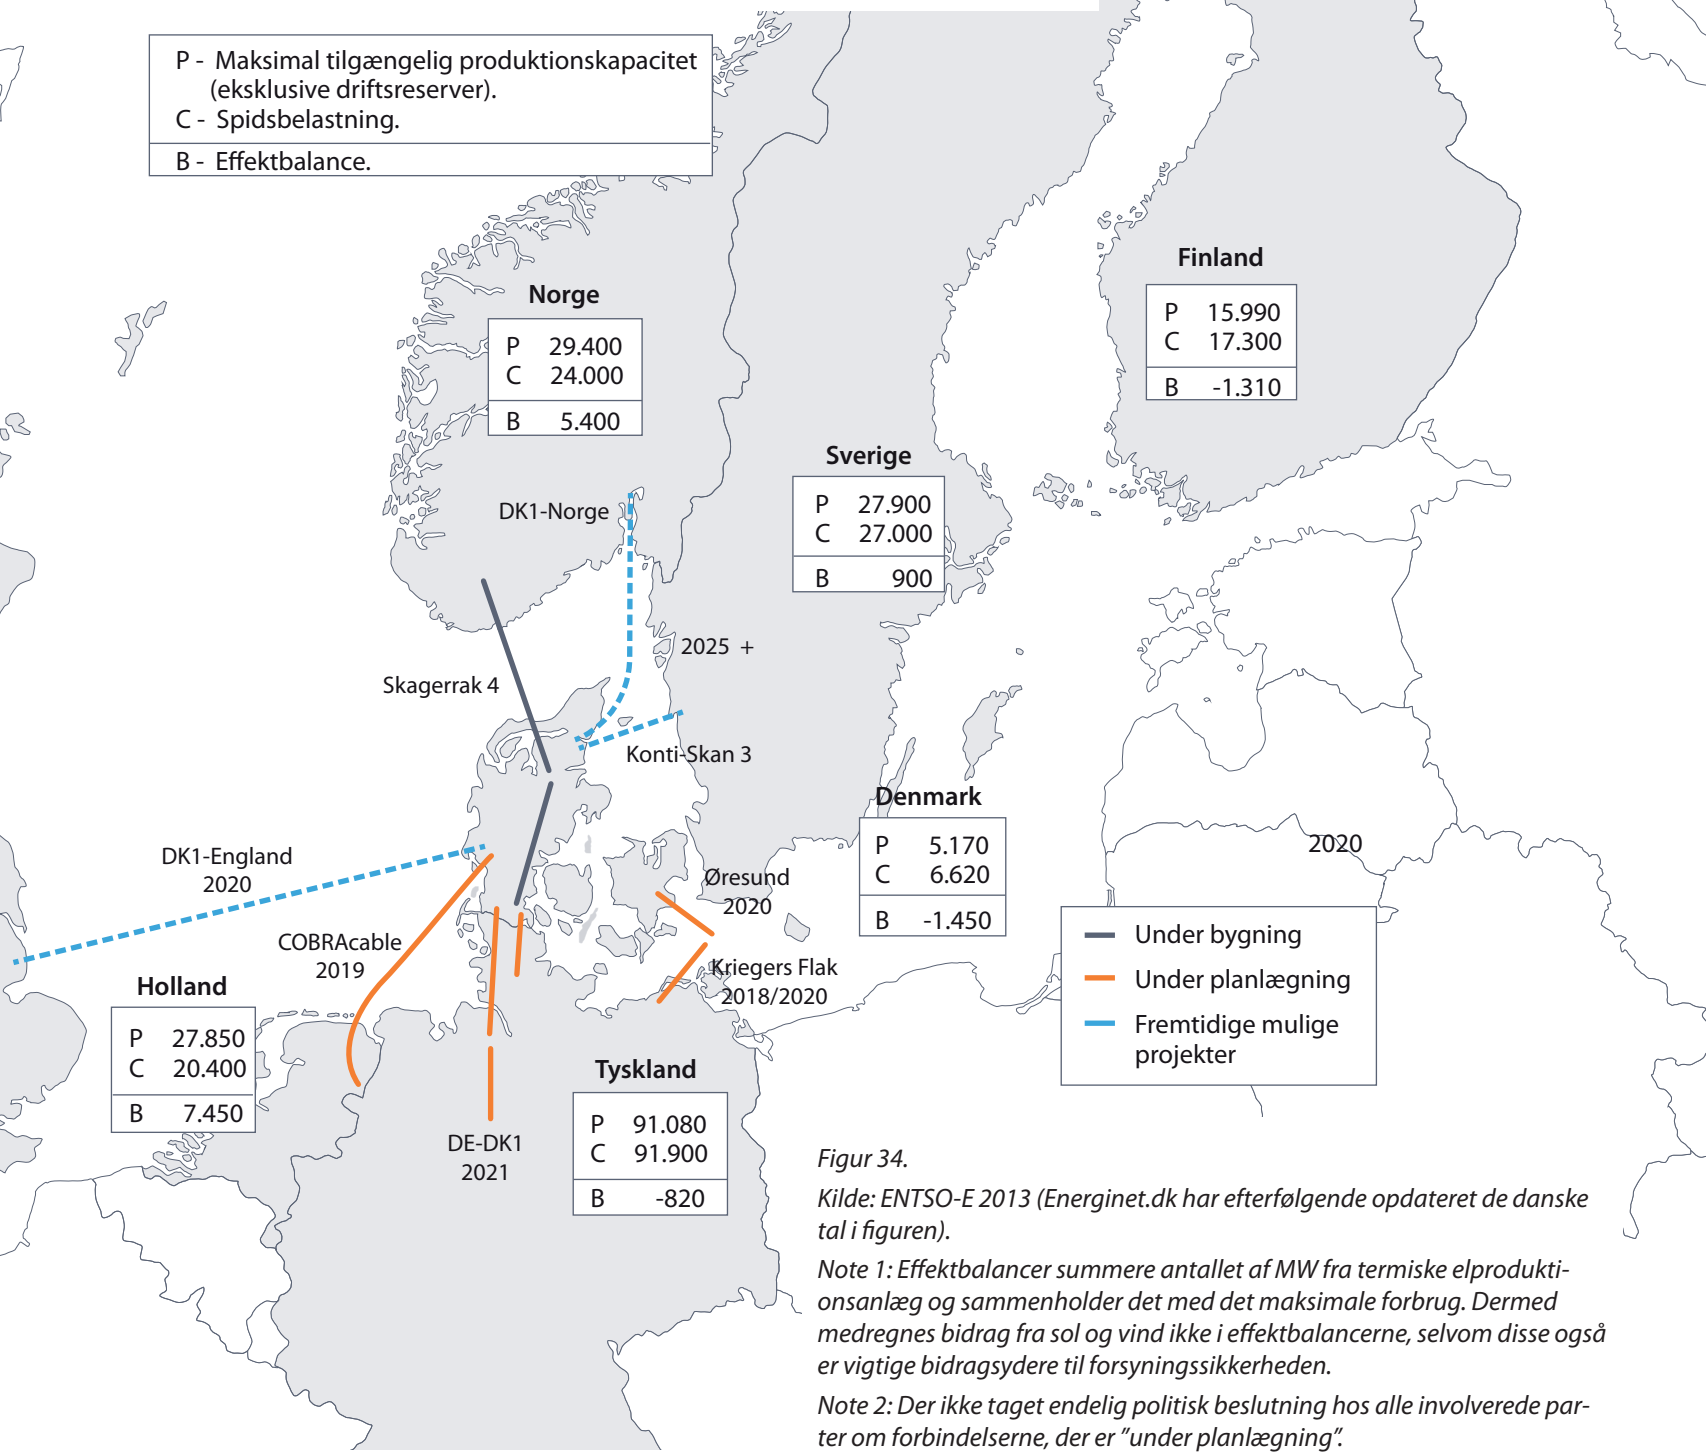 P - Maksimal tilgængelig produktionskapacitet
(eksklusive driftsreserver).
C - Spidsbelastning.
B - Effektbalance.
Finland
P 15.990
C 17.300
B -1.310
Norge
P 29.400
C 24.000
B 5.400
Sverige
P 27.900
C 27.000
B 900
DK1-Norge
2025 +
Skagerrak 4
Konti-Skan 3
Denmark
P 5.170
C 6.620
B -1.450
2020
DK1-England
2020
Øresund
2020
COBRAcable
2019
Kriegers Flak
2018/2020
Under bygning
Under planlægning
Fremtidige mulige
projekter
Holland
P 27.850
C 20.400
B 7.450
Tyskland
P 91.080
C 91.900
B -820
DE-DK1
2021
Figur 34.
Kilde: ENTSO-E 2013 (Energinet.dk har efterfølgende opdateret de danske
tal i figuren).
Note 1: Effektbalancer summere antallet af MW fra termiske elprodukti-
onsanlæg og sammenholder det med det maksimale forbrug. Dermed
medregnes bidrag fra sol og vind ikke i effektbalancerne, selvom disse også
er vigtige bidragsydere til forsyningssikkerheden.
Note 2: Der ikke taget endelig politisk beslutning hos alle involverede par-
ter om forbindelserne, der er ”under planlægning”.